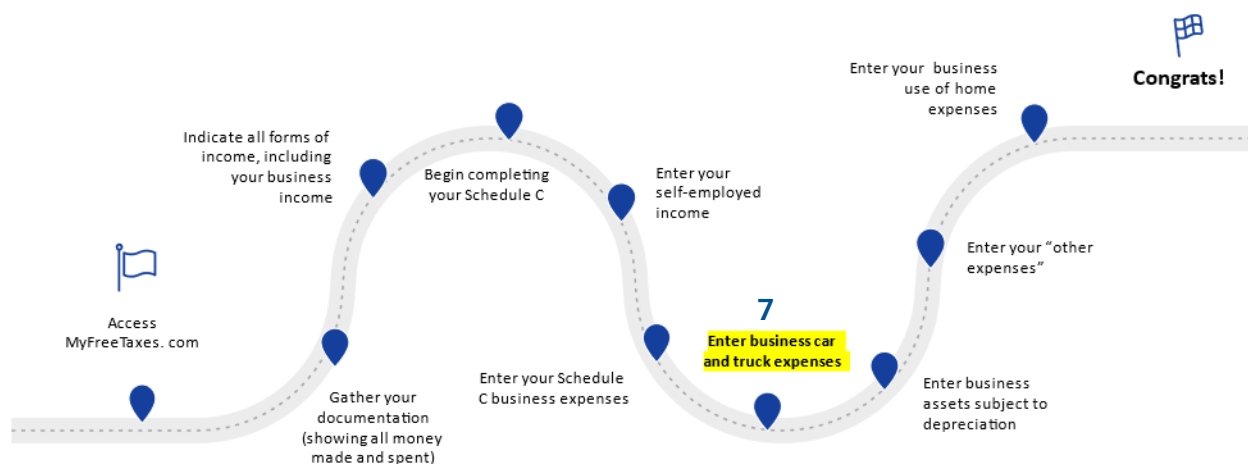 Access
MyFreeTaxes. com
Gather your
documentation
(showing all money
made and spent)
Indicate all forms of
income, including
your business
income
Begin completing
your Schedule C
Enter your
self-employed
income
Enter your Schedule
C business expenses
7
Enter business car
and truck expenses
Enter business
assets subject to
depreciation
Enter your “other
expenses”
Enter your business
use of home
expenses
Congrats!